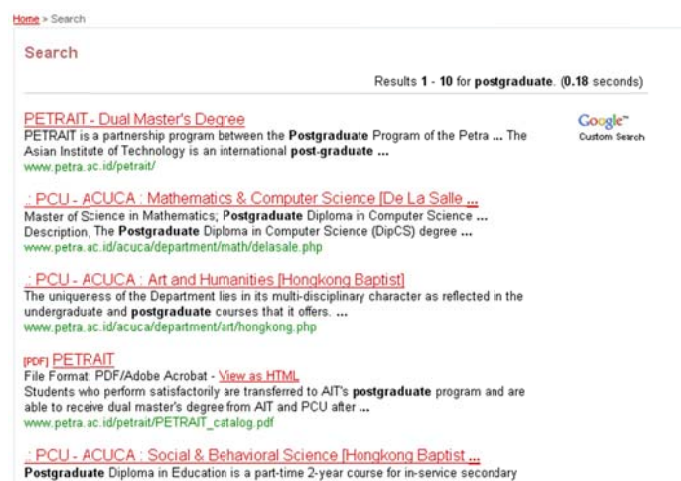 Home > Search
Search
Results 1 - 10 for postgraduate. (0.18 seconds)
PETRAIT - Dual Master's Degree
PETRAIT is a partnership program between the Postgraduate Program of the Petra ... The
Asian Institute of Technology is an international post-graduate ...
www.petra.ac.id/petrait/
Google™
Custom Search
.: PCU - ACUCA : Mathematics & Computer Science [De La Salle ...
Master of Science in Mathematics; Postgraduate Diploma in Computer Science ...
Description, The Postgraduate Diploma in Computer Science (DipCS) degree ...
www.petra.ac.id/acuca/department/math/delasale.php
.: PCU - ACUCA : Art and Humanities [Hongkong Baptist]
The uniqueress of the Department lies in its multi-disciplinary character as reflected in the
undergraduate and postgraduate courses that it offers. ...
www.petra.ac.id/acuca/department/art/hongkong.php
[PDF] PETRAIT
File Format: PDF/Adobe Acrobat - View as HTML
Students who perform satisfactorily are transferred to AIT's postgraduate program and are
able to receive dual master's degree from AIT and PCU after ...
www.petra.ac.id/petrait/PETRAIT_catalog.pdf
.: PCU - ACUCA : Social & Behavioral Science [Hongkong Baptist ...
Postgraduate Diploma in Education is a part-time 2-year course for in-service secondary